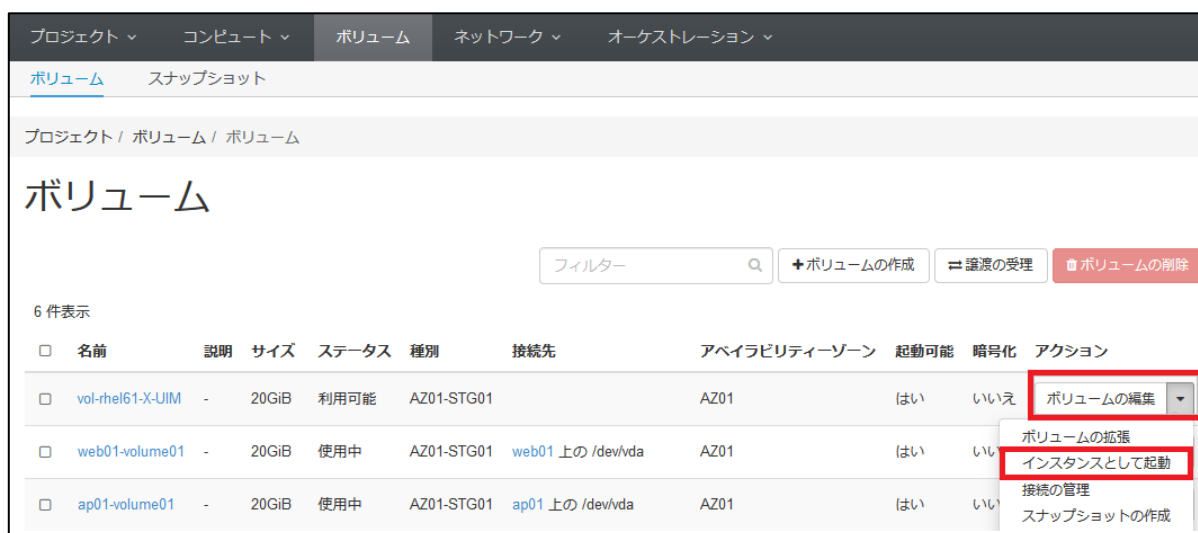 プロジェクト コンピュート ボリューム ネットワーク オーケストレーション
ボリューム スナップショット
プロジェクト / ボリューム / ボリューム
ボリューム
フィルター +ボリュームの作成 ⇄譲渡の受理 ボリュームの削除
6 件表示
名前 説明 サイズ ステータス 種別 接続先 アベイラビリティーゾーン 起動可能 暗号化 アクション
vol-rhel61-X-UIM - 20GiB 利用可能 AZ01-STG01 AZ01 はい いいえ ボリュームの編集
ボリュームの拡張
web01-volume01 - 20GiB 使用中 AZ01-STG01 web01 上の /dev/vda AZ01 はい
インスタンスとして起動
接続の管理
ap01-volume01 - 20GiB 使用中 AZ01-STG01 ap01 上の /dev/vda AZ01 はい
スナップショットの作成